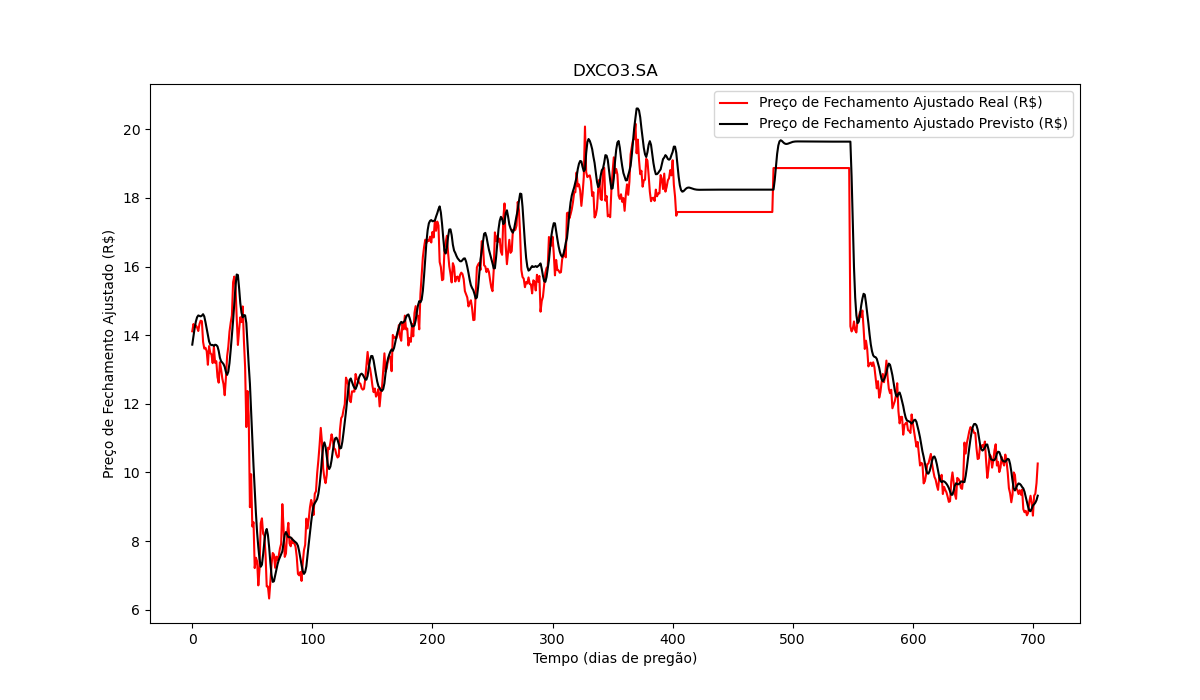 DXCO3.SA
Preço de Fechamento Ajustado Real (R$)
Preço de Fechamento Ajustado Previsto (R$)
Preço de Fechamento Ajustado (R$)
20
18
16
14
12
10
8
6
0 100 200 300 400 500 600 700
Tempo (dias de pregão)